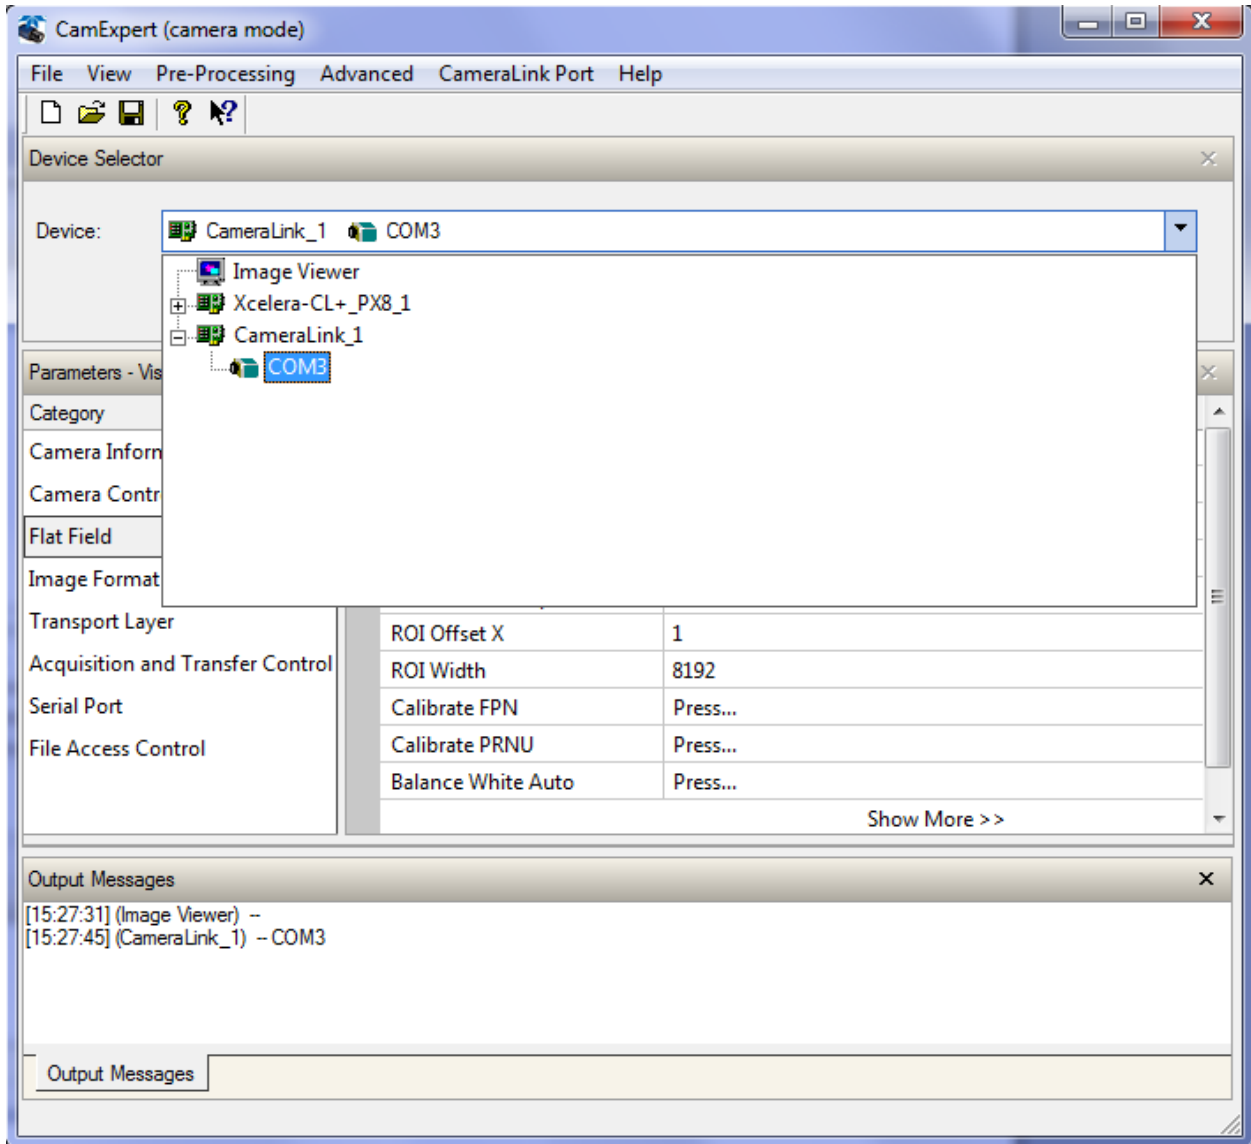 CamExpert (camera mode)
File View Pre-Processing Advanced CameraLink Port Help
Device Selector
Device: CameraLink_1 COM3
Image Viewer
Xcelera-CL+_PX8_1
CameraLink_1
COM3
Parameters - Vis
Category
Camera Inforn
Camera Contr
Flat Field
Image Format
Transport Layer
ROI Offset X 1
Acquisition and Transfer Control
ROI Width 8192
Serial Port
Calibrate FPN Press...
File Access Control
Calibrate PRNU Press...
Balance White Auto Press...
Show More >>
Output Messages
[15:27:31] (Image Viewer) --
[15:27:45] (CameraLink_1) -- COM3
Output Messages